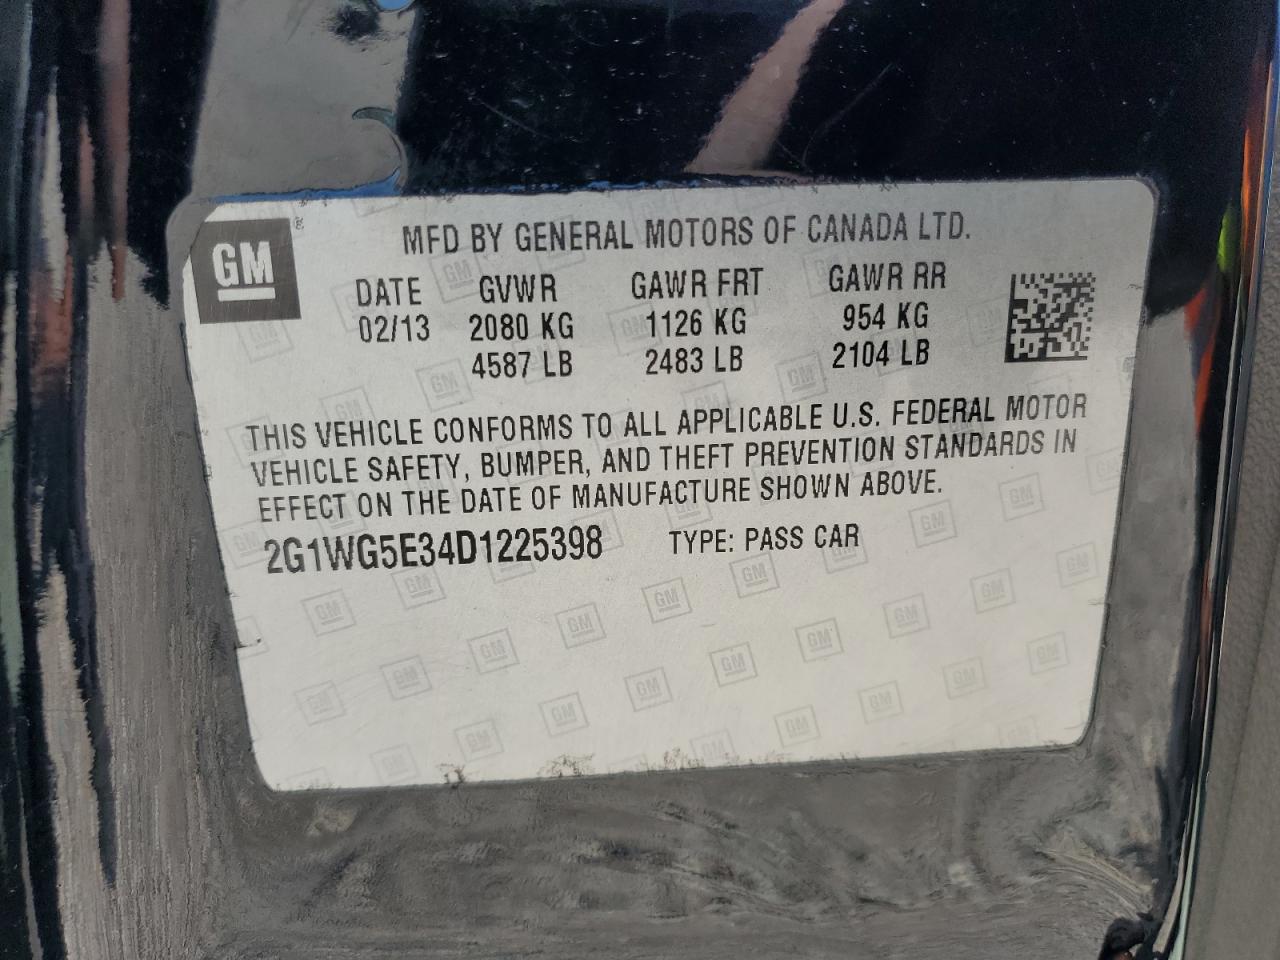 GM ®
MFD BY GENERAL MOTORS OF CANADA LTD.
DATE GVWR GAWR FRT GAWR RR
02/13 2080 KG 1126 KG 954 KG
4587 LB 2483 LB 2104 LB
THIS VEHICLE CONFORMS TO ALL APPLICABLE U.S. FEDERAL MOTOR
VEHICLE SAFETY, BUMPER, AND THEFT PREVENTION STANDARDS IN
EFFECT ON THE DATE OF MANUFACTURE SHOWN ABOVE.
2G1WG5E34D1225398 TYPE: PASS CAR